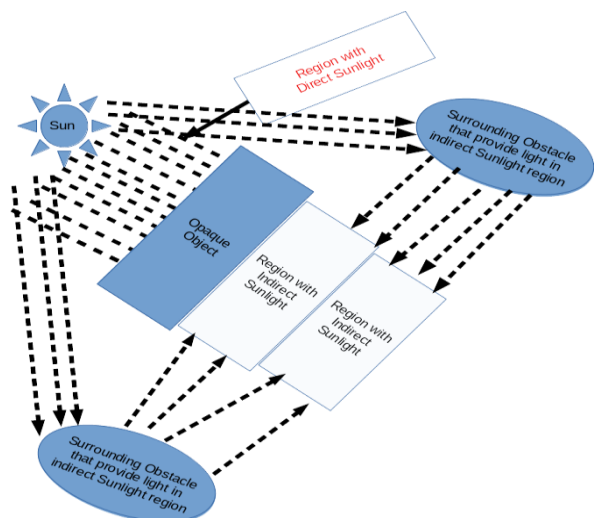 Region with
Direct Sunlight
Sun
Surrounding Obstacle
that provide light in
indirect Sunlight region
Opaque
Object
Region with
Indirect
Sunlight
Region with
Indirect
Sunlight
Surrounding Obstacle
that provide light in
indirect Sunlight region